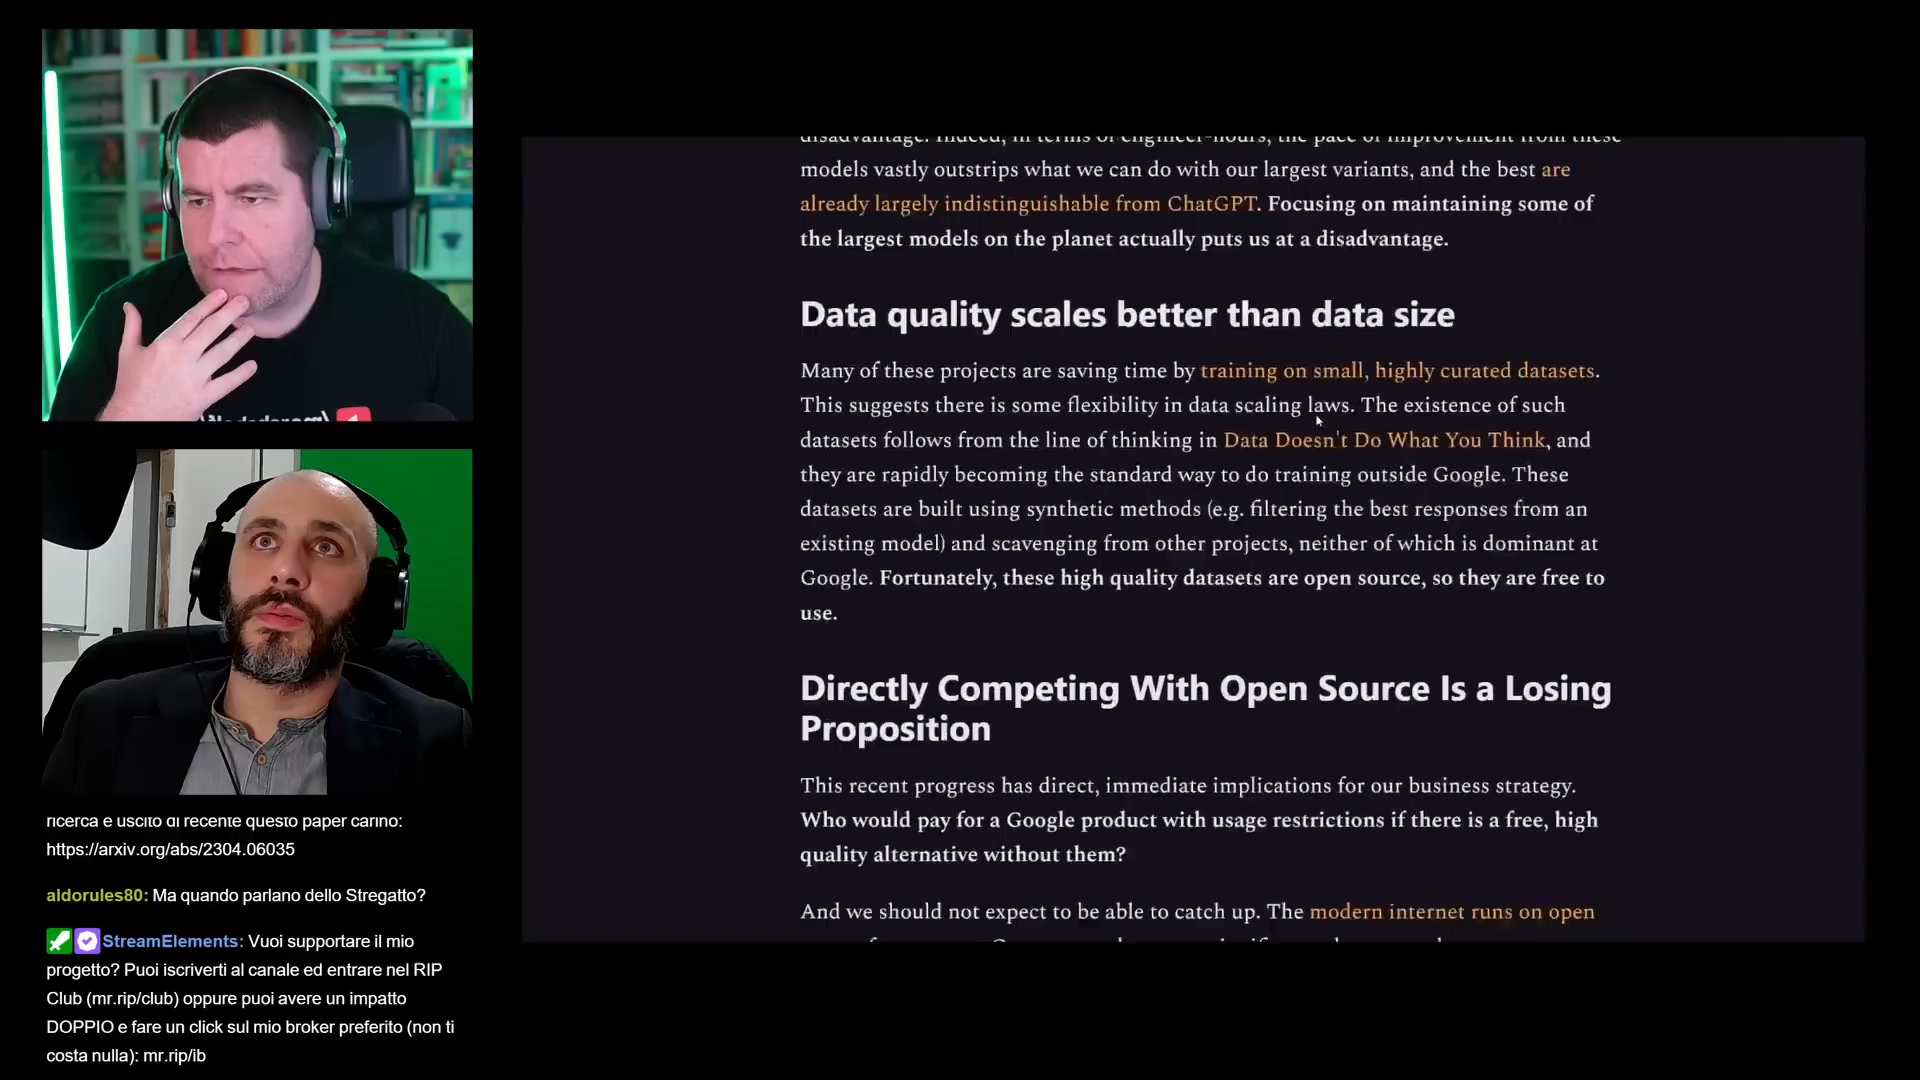 disadvantage. Indeed, in terms of engineer-hours, the pace of improvement from these
models vastly outstrips what we can do with our largest variants, and the best are
already largely indistinguishable from ChatGPT. Focusing on maintaining some of
the largest models on the planet actually puts us at a disadvantage.
Data quality scales better than data size
Many of these projects are saving time by training on small, highly curated datasets.
This suggests there is some flexibility in data scaling laws. The existence of such
datasets follows from the line of thinking in Data Doesn't Do What You Think, and
they are rapidly becoming the standard way to do training outside Google. These
datasets are built using synthetic methods (e.g. filtering the best responses from an
existing model) and scavenging from other projects, neither of which is dominant at
Google. Fortunately, these high quality datasets are open source, so they are free to
use.
Directly Competing With Open Source Is a Losing
Proposition
This recent progress has direct, immediate implications for our business strategy.
Who would pay for a Google product with usage restrictions if there is a free, high
quality alternative without them?
And we should not expect to be able to catch up. The modern internet runs on open
ricerca è uscito di recente questo paper carino:
https://arxiv.org/abs/2304.06035
aldorules80: Ma quando parlano dello Stregatto?
StreamElements: Vuoi supportare il mio
progetto? Puoi iscriverti al canale ed entrare nel RIP
Club (mr.rip/club) oppure puoi avere un impatto
DOPPIO e fare un click sul mio broker preferito (non ti
costa nulla): mr.rip/ib